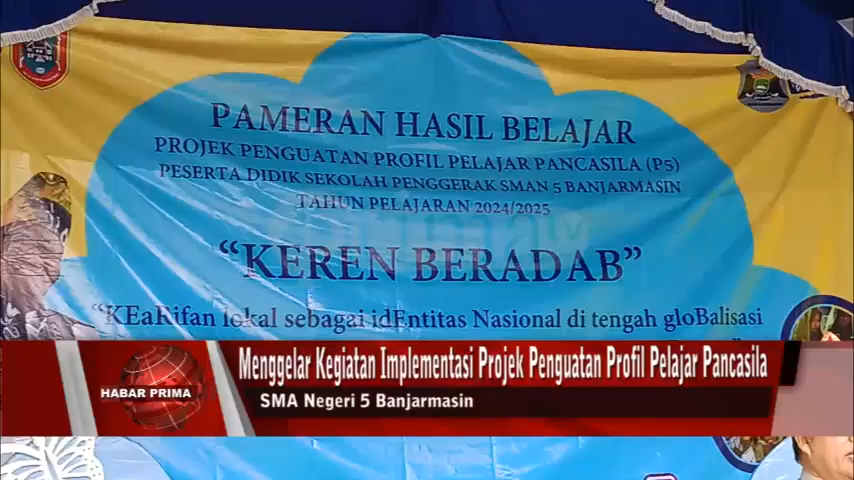 PAMERAN HASIL BELAJAR
PROJEK PENGUATAN PROFIL PELAJAR PANCASILA (P5)
PESERTA DIDIK SEKOLAH PENGGERAK SMAN 5 BANJARMASIN
TAHUN PELAJARAN 2024/2025
“KEREN BERADAB”
“KEaRifan lokal sebagai idEntitas Nasional di tengah gloBalisasi
Menggelar Kegiatan Implementasi Projek Penguatan Profil Pelajar Pancasila
HABAR PRIMA
SMA Negeri 5 Banjarmasin